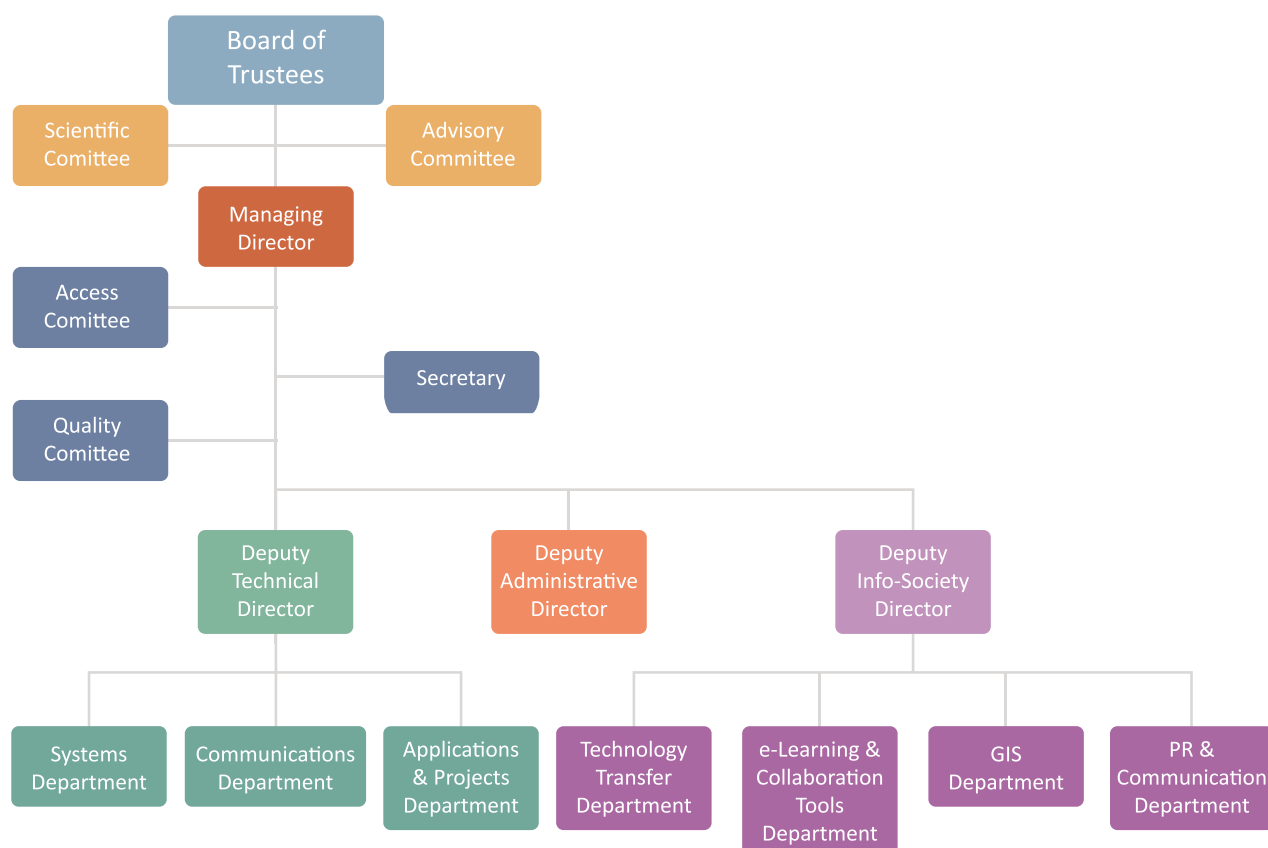 Board of
Trustees
Scientific
Comittee
Advisory
Committee
Managing
Director
Access
Comittee
Secretary
Quality
Comittee
Deputy
Technical
Director
Deputy
Administrative
Director
Deputy
Info-Society
Director
Systems
Department
Communications
Department
Applications
& Projects
Department
Technology
Transfer
Department
e-Learning &
Collaboration
Tools
Department
GIS
Department
PR &
Communication
Department